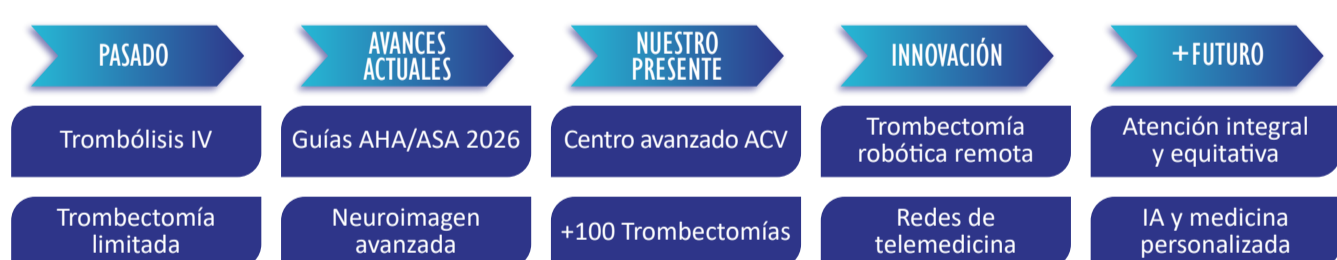 PASADO
AVANCES
ACTUALES
NUESTRO
PRESENTE
INNOVACIÓN
+FUTURO
Trombólisis IV
Guías AHA/ASA 2026
Centro avanzado ACV
Trombectomía
robótica remota
Atención integral
y equitativa
Trombectomía
limitada
Neuroimagen
avanzada
+100 Trombectomías
Redes de
telemedicina
IA y medicina
personalizada